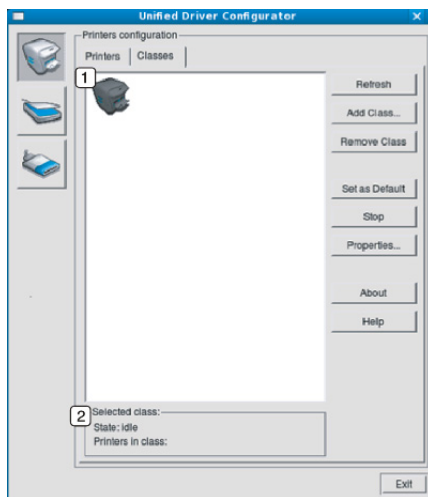 Unified Driver Configurator
Printers configuration
Printers Classes
1
Refresh
Add Class...
Remove Class
Set as Default
Stop
Properties...
About
Help
2
Selected class:
State: idle
Printers in class:
Exit